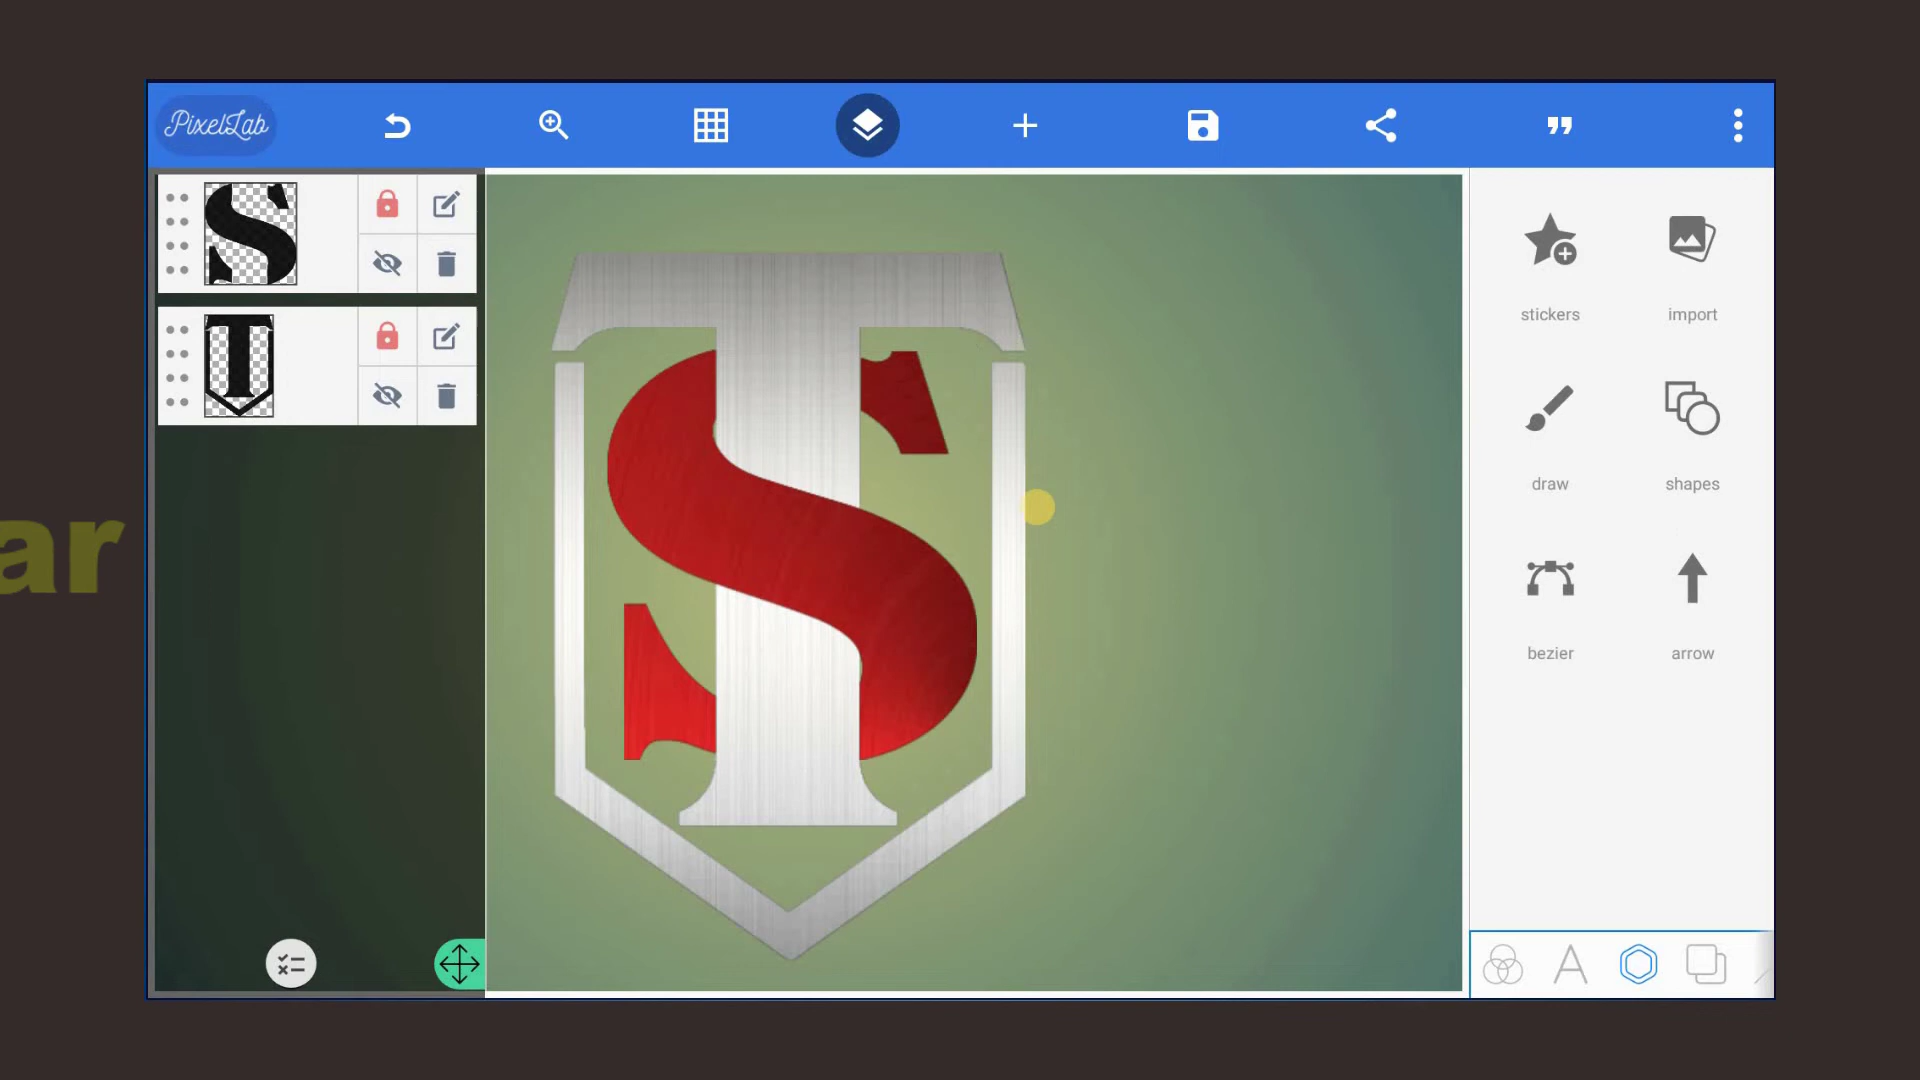 PixelLab
S
T
T
S
ar
stickers
import
draw
shapes
bezier
arrow